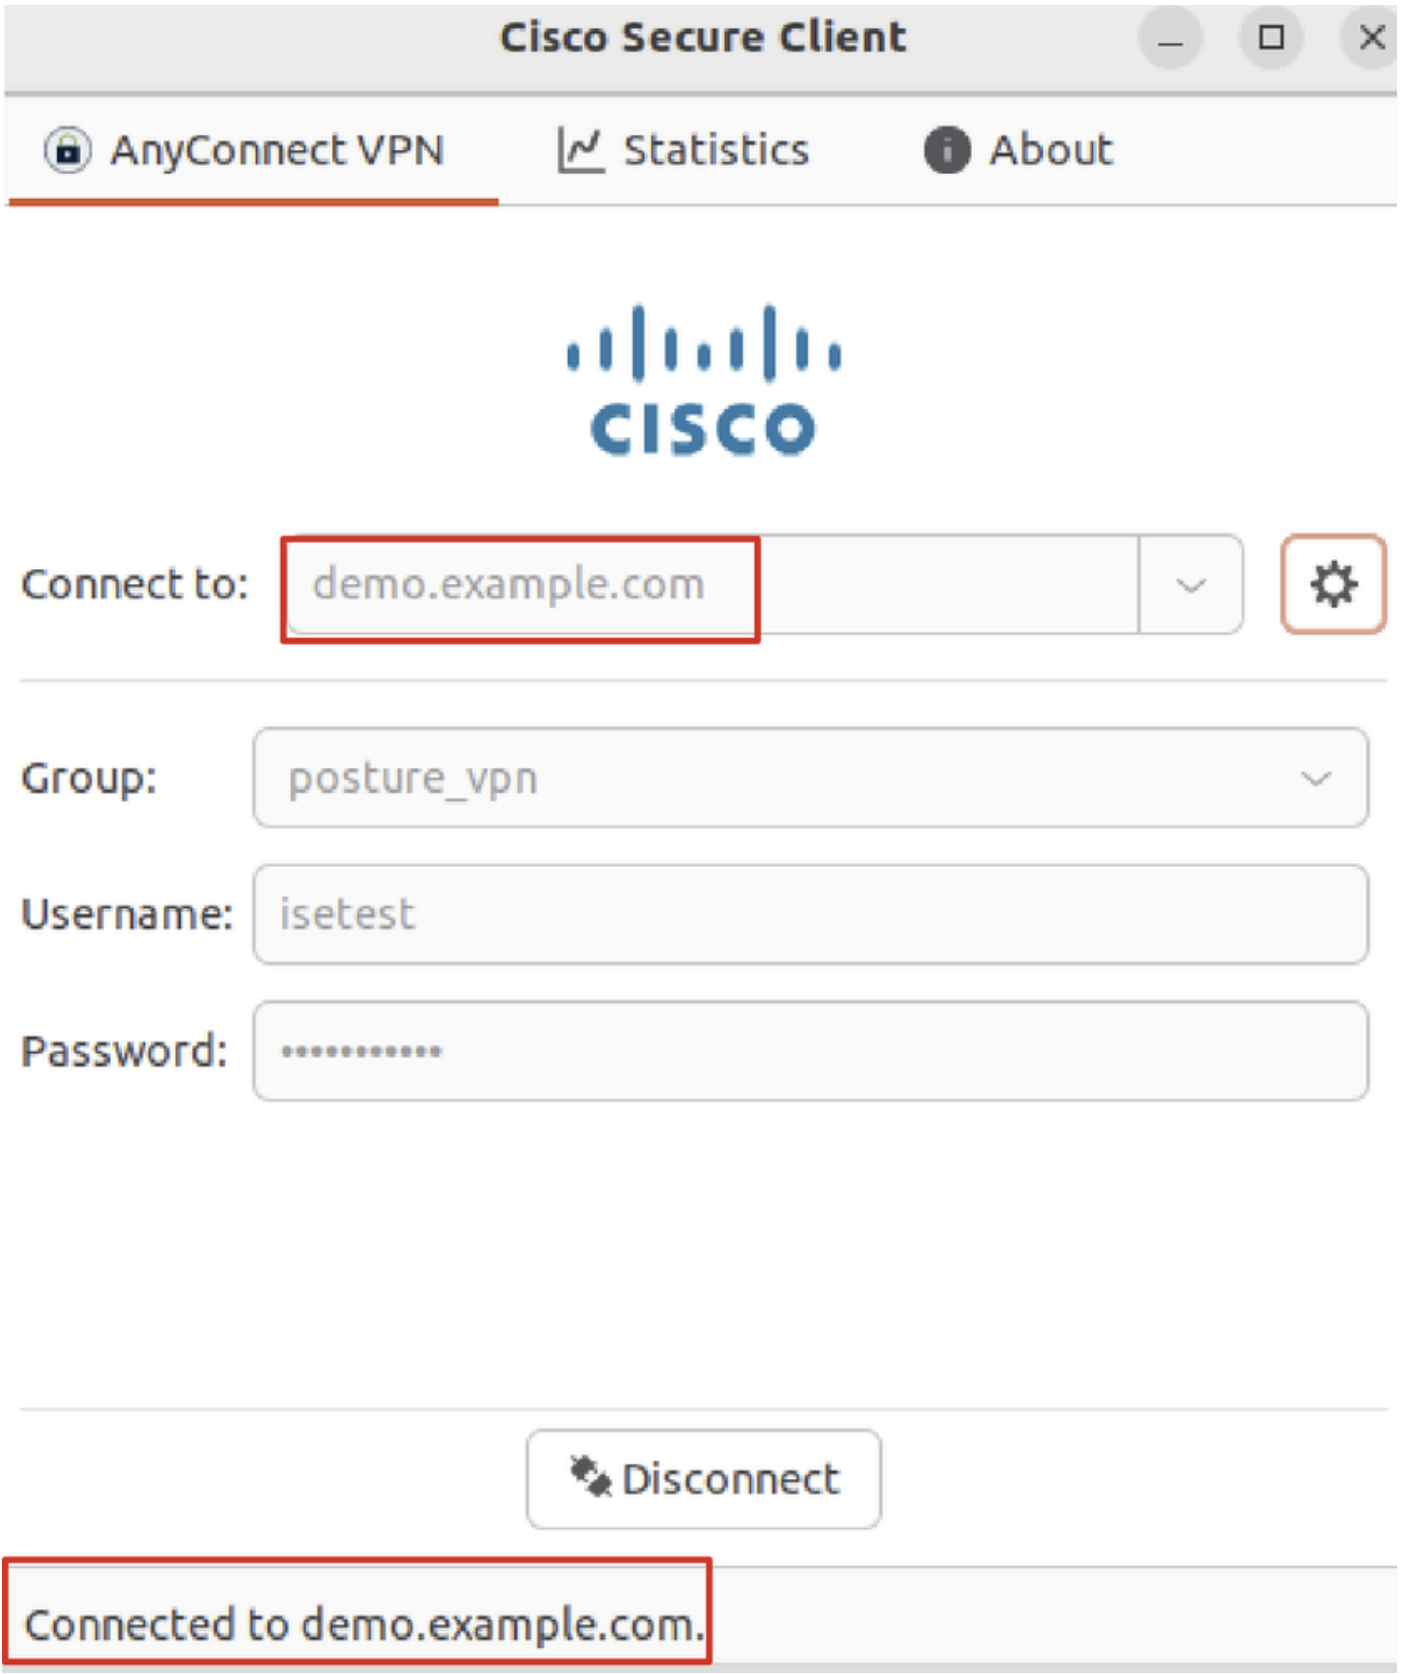 Cisco Secure Client
AnyConnect VPN Statistics About
CISCO
Connect to: demo.example.com
Group: posture_vpn
Username: isetest
Password: •••••••••••
Disconnect
Connected to demo.example.com.